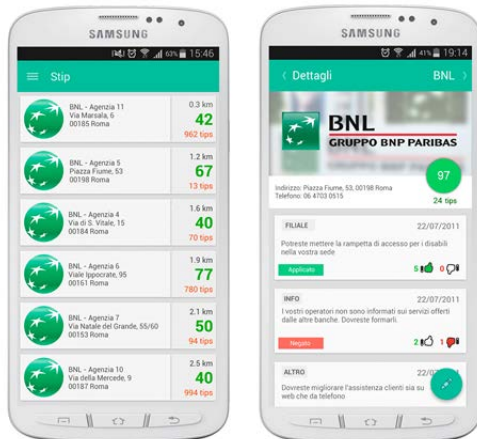 SAMSUNG
63% 15:46
Stip
BNL - Agenzia 11
Via Marsala, 6
00185 Roma
0.3 km
42
962 tips
BNL - Agenzia 5
Piazza Fiume, 53
00198 Roma
1.2 km
67
13 tips
BNL - Agenzia 4
Via di S. Vitale, 15
00184 Roma
1.6 km
40
70 tips
BNL - Agenzia 6
Viale Ippocrate, 95
00161 Roma
1.9 km
77
780 tips
BNL - Agenzia 7
Via Natale del Grande, 55/60
00153 Roma
2.1 km
50
94 tips
BNL - Agenzia 10
Via della Mercede, 9
00187 Roma
2.5 km
40
994 tips
SAMSUNG
41% 19:14
Dettagli
BNL
BNL
GRUPPO BNP PARIBAS
97
24 tips
Indirizzo: Piazza Fiume, 53, 00198 Roma
Telefono: 06 4703 0515
FILIALE 22/07/2011
Potreste mettere la rampetta di accesso per i disabili
nella vostra sede
Applicato 5 0
INFO 22/07/2011
I vostri operatori non sono informati sui servizi offerti
dalle altre banche. Dovreste formarli.
Negato 2 1
ALTRO 22/07
Dovreste migliorare l'assistenza clienti sia su
web che da telefono